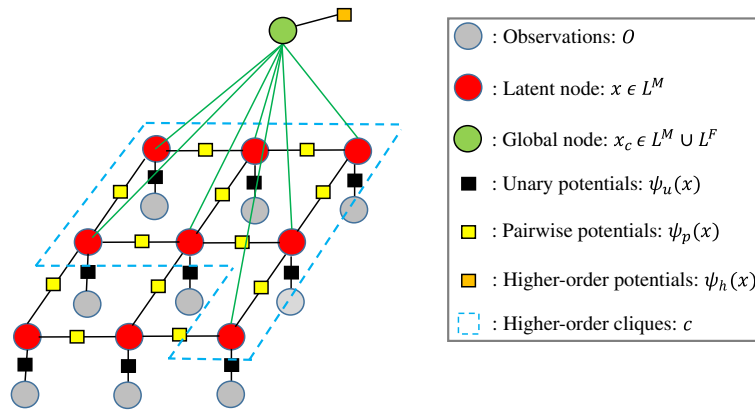 : Observations: O
: Latent node: x ϵ L^M
: Global node: x_c ϵ L^M ∪ L^F
: Unary potentials: ψ_u(x)
: Pairwise potentials: ψ_p(x)
: Higher-order potentials: ψ_h(x)
: Higher-order cliques: c